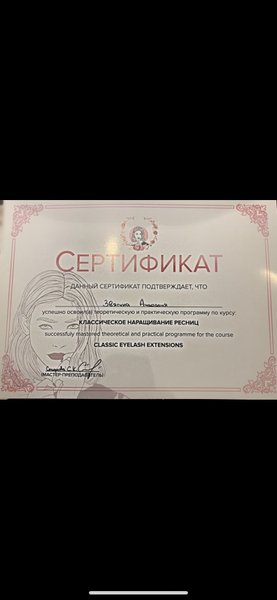 СЕРТИФИКАТ
ДАННЫЙ СЕРТИФИКАТ ПОДТВЕРЖДАЕТ, ЧТО
успешно освоил(а) теоретическую и практическую программу по курсу:
КЛАССИЧЕСКОЕ НАРАЩИВАНИЕ РЕСНИЦ
successfuly mastered theoretical and practical programme for the course
CLASSIC EYELASH EXTENSIONS
(МАСТЕР-ПРЕПОДАВАТЕЛЬ)